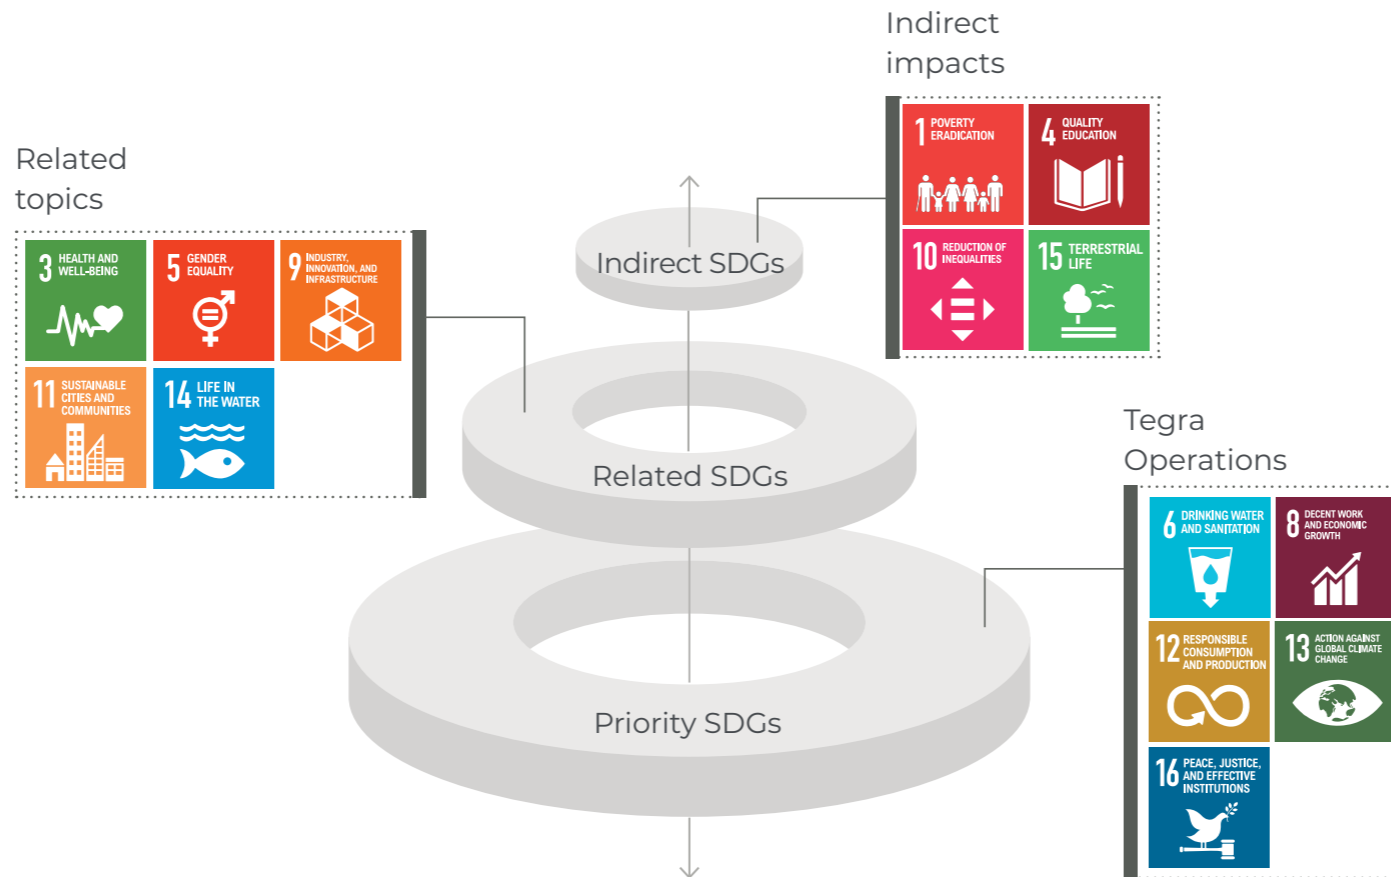 Indirect
impacts
1 POVERTY
ERADICATION
4 QUALITY
EDUCATION
10 REDUCTION OF
INEQUALITIES
15 TERRESTRIAL
LIFE
Related
topics
3 HEALTH AND
WELL-BEING
5 GENDER
EQUALITY
9 INDUSTRY,
INNOVATION, AND
INFRASTRUCTURE
11 SUSTAINABLE
CITIES AND
COMMUNITIES
14 LIFE IN
THE WATER
Indirect SDGs
Related SDGs
Priority SDGs
Tegra
Operations
6 DRINKING WATER
AND SANITATION
8 DECENT WORK
AND ECONOMIC
GROWTH
12 RESPONSIBLE
CONSUMPTION
AND PRODUCTION
13 ACTION AGAINST
GLOBAL CLIMATE
CHANGE
16 PEACE, JUSTICE,
AND EFFECTIVE
INSTITUTIONS